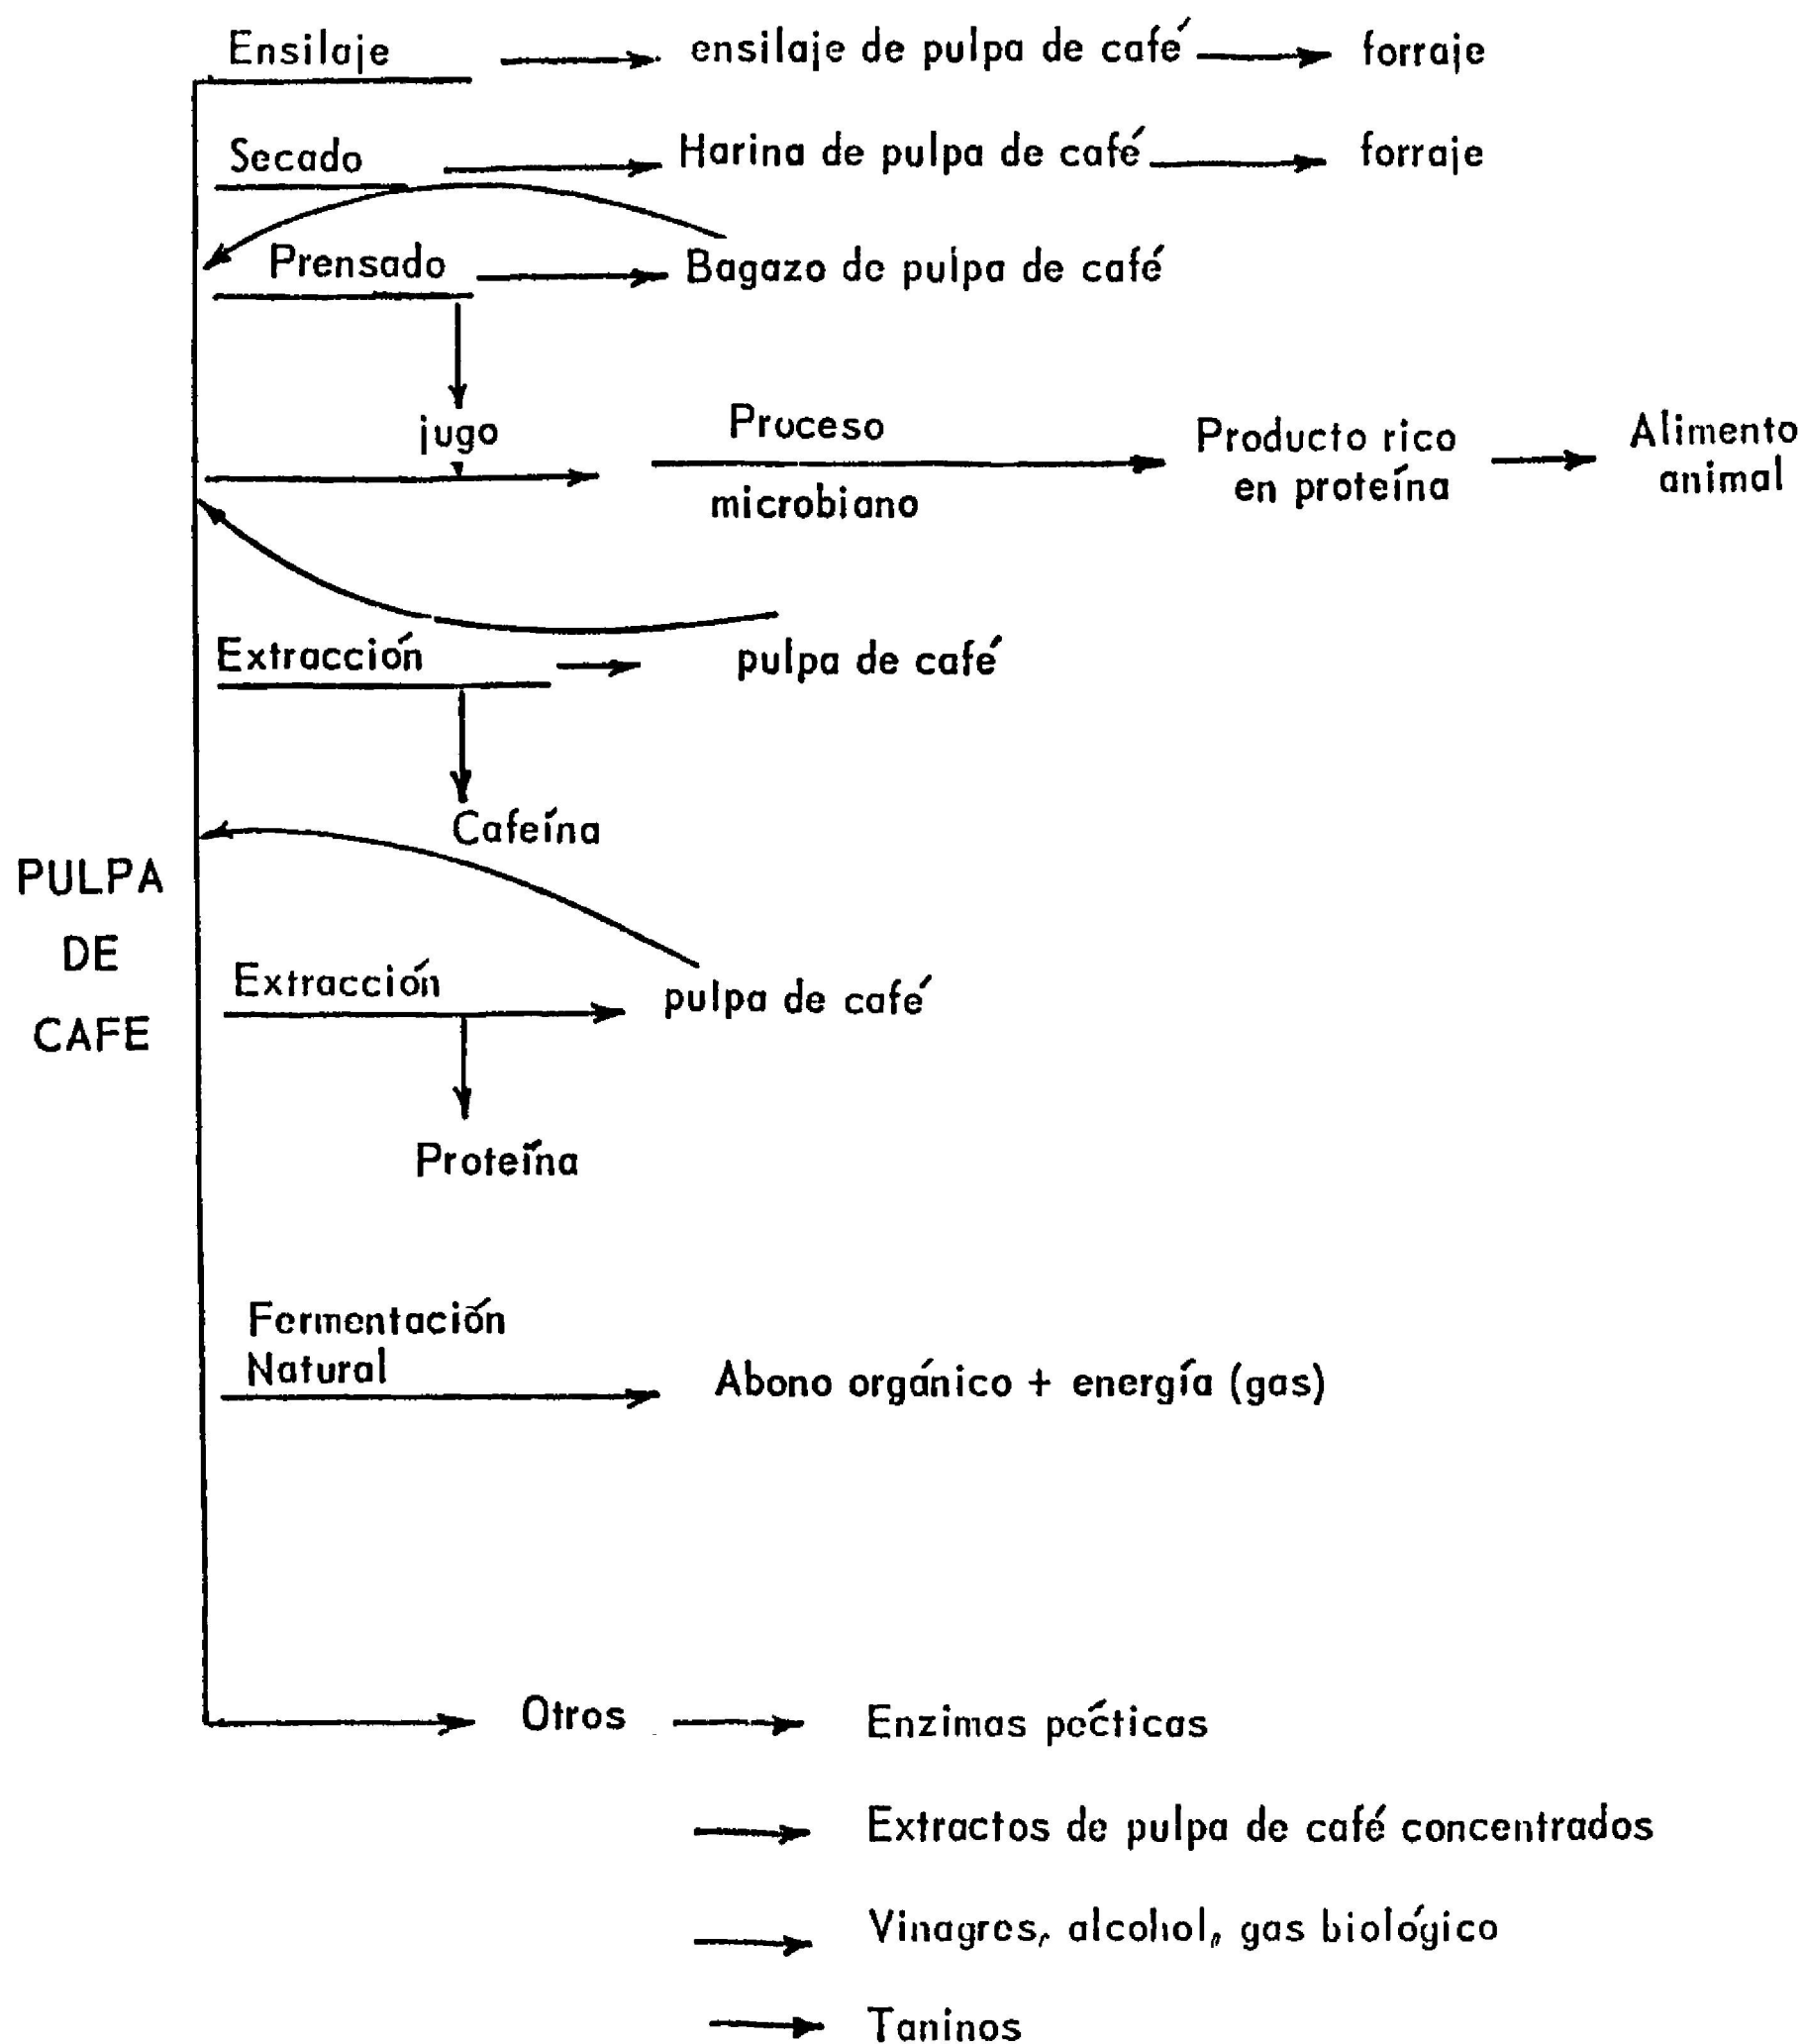 Ensilaje ensilaje de pulpa de café forraje
Secado Harina de pulpa de café forraje
Prensado Bagazo de pulpa de café
jugo
Proceso
microbiano
Producto rico
en proteína
Alimento
animal
Extracción pulpa de café
Cafeína
PULPA
DE
CAFE
Extracción pulpa de café
Proteína
Fermentación
Natural
Abono orgánico + energía (gas)
Otros Enzimas pécticas
Extractos de pulpa de café concentrados
Vinagres, alcohol, gas biológico
Taninos